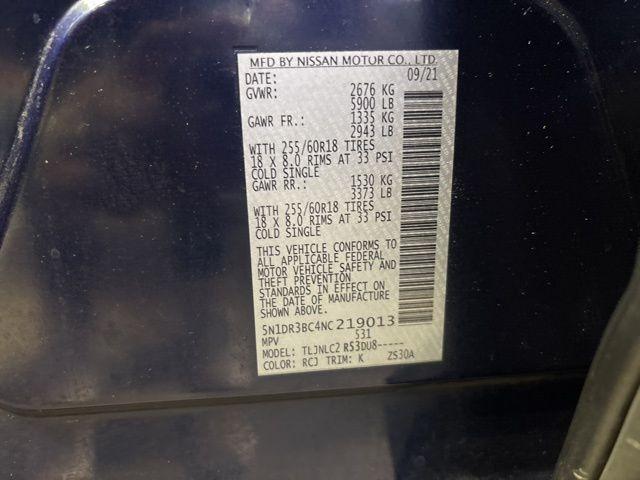 MFD BY NISSAN MOTOR CO., LTD.
DATE: 09/21
GVWR: 2676 KG
5900 LB
GAWR FR.: 1335 KG
2943 LB
WITH 255/60R18 TIRES
18 X 8.0 RIMS AT 33 PSI
COLD SINGLE
GAWR RR.: 1530 KG
3373 LB
WITH 255/60R18 TIRES
18 X 8.0 RIMS AT 33 PSI
COLD SINGLE
THIS VEHICLE CONFORMS TO
ALL APPLICABLE FEDERAL
MOTOR VEHICLE SAFETY AND
THEFT PREVENTION
STANDARDS IN EFFECT ON
THE DATE OF MANUFACTURE
SHOWN ABOVE.
5N1DR3BC4NC219013
MPV 531
MODEL: TLJNLC2 R53DU8-----
COLOR: RCJ TRIM: K ZS30A